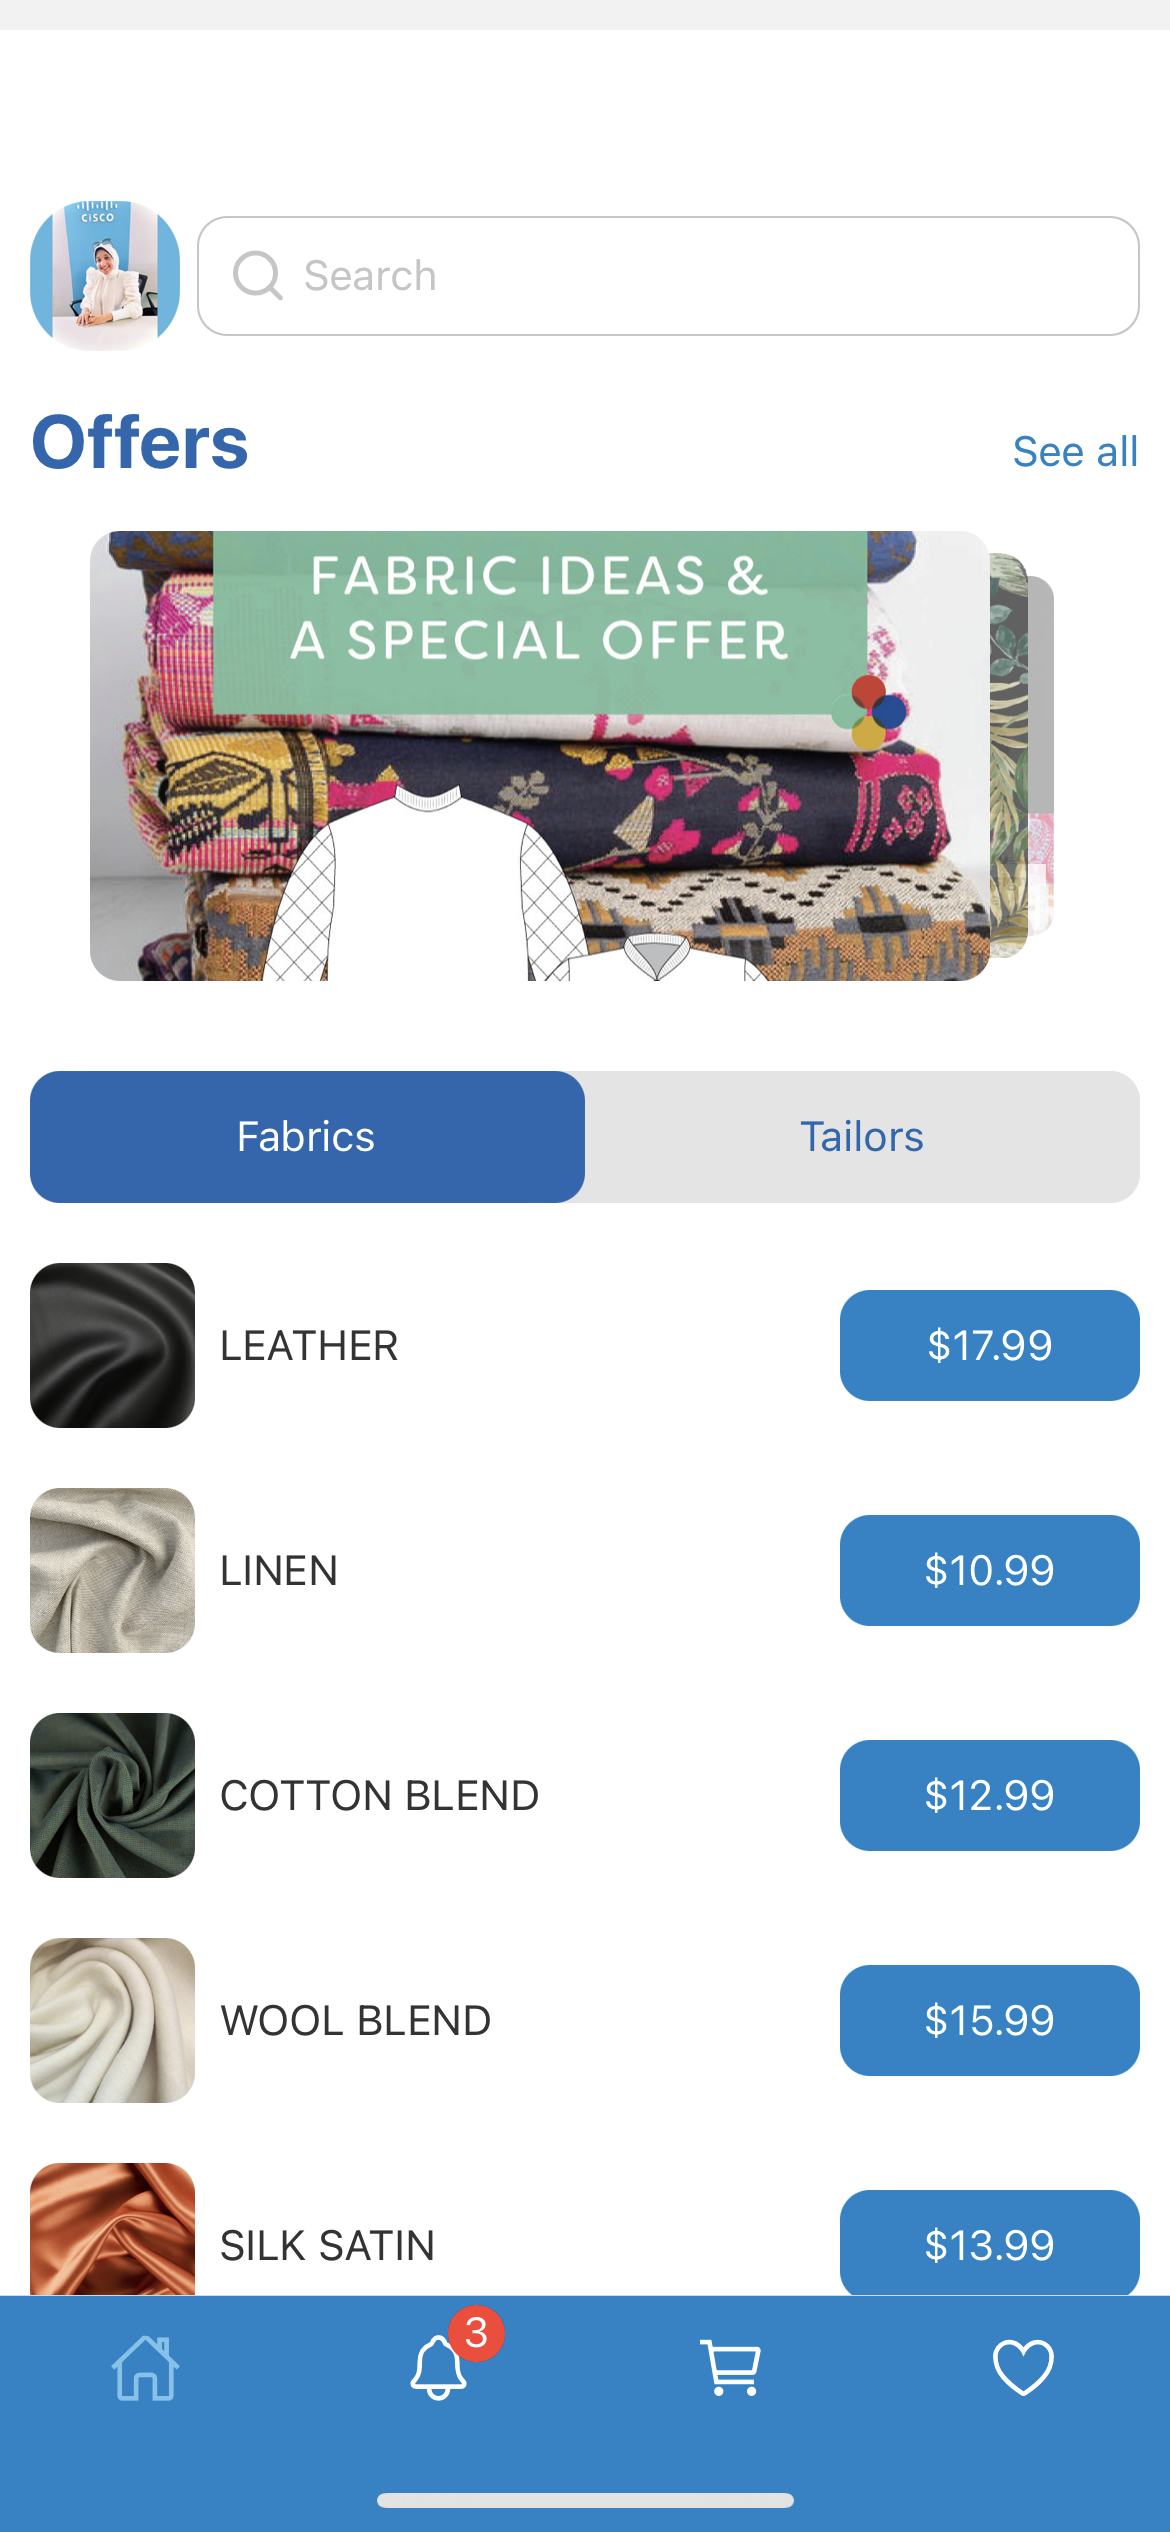 CISCO
Search
Offers
See all
FABRIC IDEAS &
A SPECIAL OFFER
Fabrics
Tailors
LEATHER
$17.99
LINEN
$10.99
COTTON BLEND
$12.99
WOOL BLEND
$15.99
SILK SATIN
$13.99
3